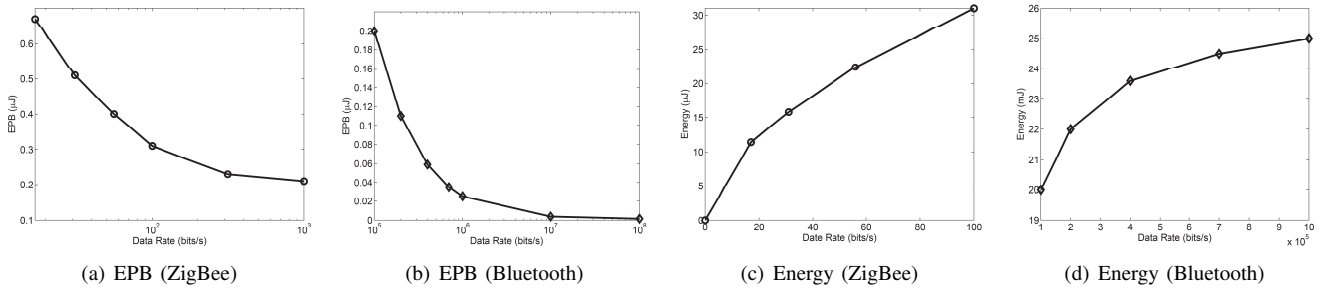 0.6
0.5
0.4
0.3
0.2
0.1
EPB (μJ)
10²
10³
Data Rate (bits/s)
(a) EPB (ZigBee)
0.2
0.18
0.16
0.14
0.12
0.1
0.08
0.06
0.04
0.02
0
EPB (μJ)
10⁵
10⁶
10⁷
10⁸
Data Rate (bits/s)
(b) EPB (Bluetooth)
30
25
20
15
10
5
0
Energy (μJ)
0 20 40 60 80 100
Date Rate (bits/s)
(c) Energy (ZigBee)
26
25
24
23
22
21
20
19
Energy (mJ)
1 2 3 4 5 6 7 8 9 10
Data Rate (bits/s)
x 10⁵
(d) Energy (Bluetooth)